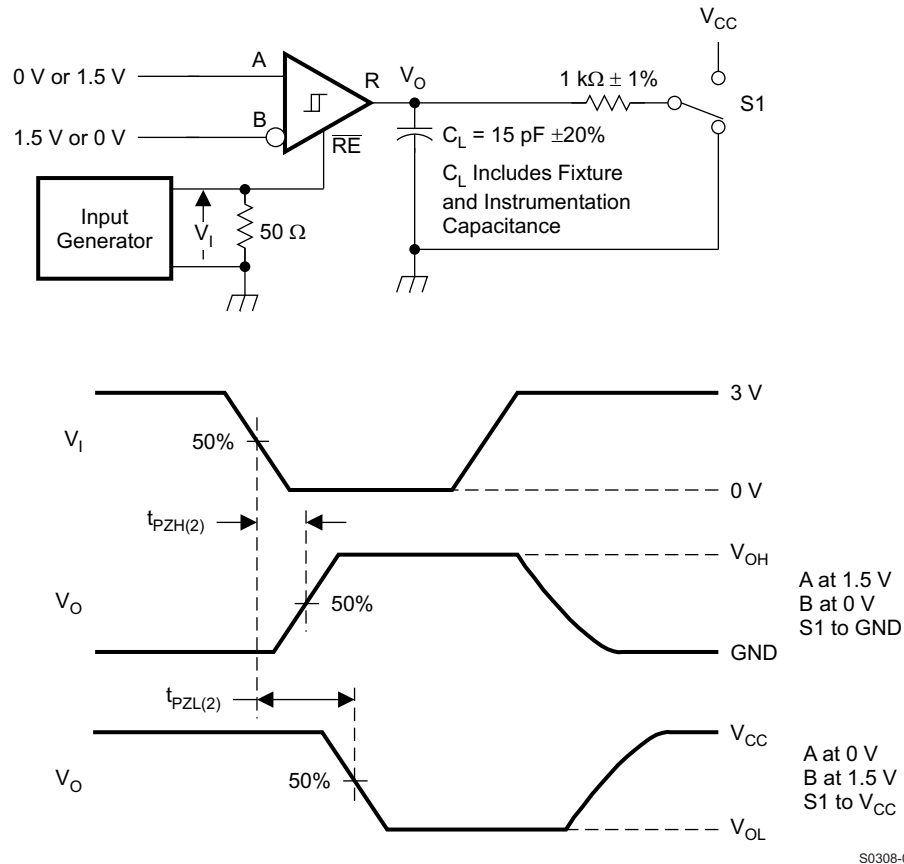 V_CC
0 V or 1.5 V
A
R
V_O
1 kΩ ± 1%
S1
1.5 V or 0 V
B
R̅E̅
C_L = 15 pF ±20%
C_L Includes Fixture
and Instrumentation
Capacitance
Input
Generator
V_I
50 Ω
3 V
V_I
50%
0 V
t_PZH(2)
V_OH
V_O
50%
A at 1.5 V
B at 0 V
S1 to GND
GND
t_PZL(2)
V_CC
V_O
50%
A at 0 V
B at 1.5 V
S1 to V_CC
V_OL